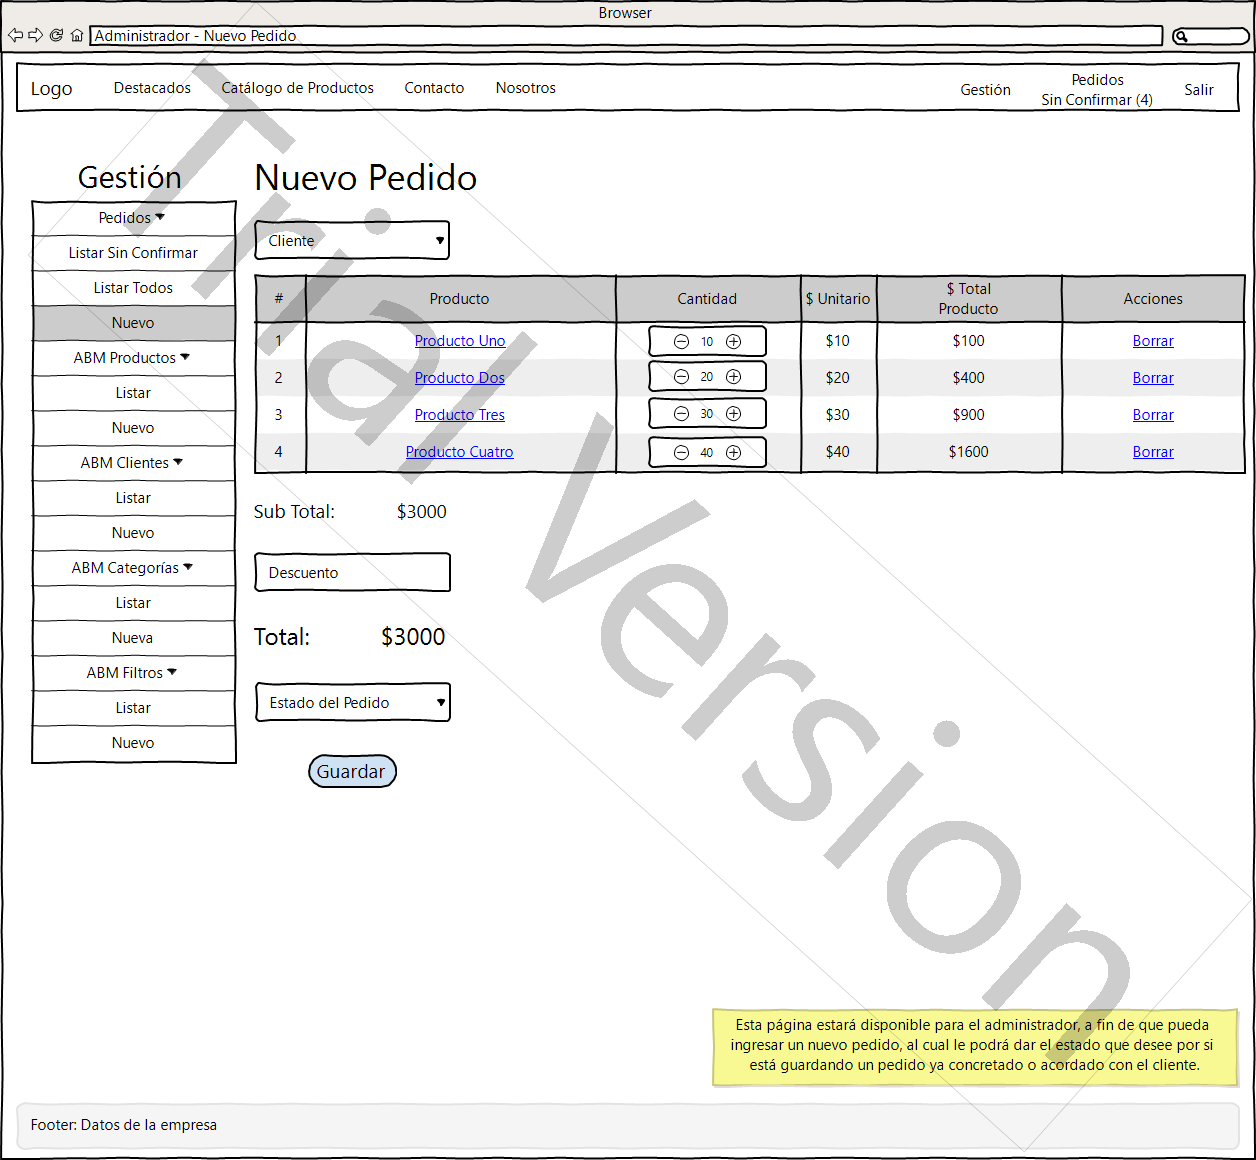 Browser
Administrador - Nuevo Pedido
Logo Destacados Catálogo de Productos Contacto Nosotros Gestión Pedidos Sin Confirmar (4) Salir
Gestión
Pedidos
Listar Sin Confirmar
Listar Todos
Nuevo
ABM Productos
Listar
Nuevo
ABM Clientes
Listar
Nuevo
ABM Categorías
Listar
Nueva
ABM Filtros
Listar
Nuevo
Nuevo Pedido
Cliente
# Producto Cantidad $ Unitario $ Total Producto Acciones
1 Producto Uno 10 $10 $100 Borrar
2 Producto Dos 20 $20 $400 Borrar
3 Producto Tres 30 $30 $900 Borrar
4 Producto Cuatro 40 $40 $1600 Borrar
Sub Total: $3000
Descuento
Total: $3000
Estado del Pedido
Guardar
Esta página estará disponible para el administrador, a fin de que pueda
ingresar un nuevo pedido, al cual le podrá dar el estado que desee por si
está guardando un pedido ya concretado o acordado con el cliente.
Footer: Datos de la empresa
Trial Version